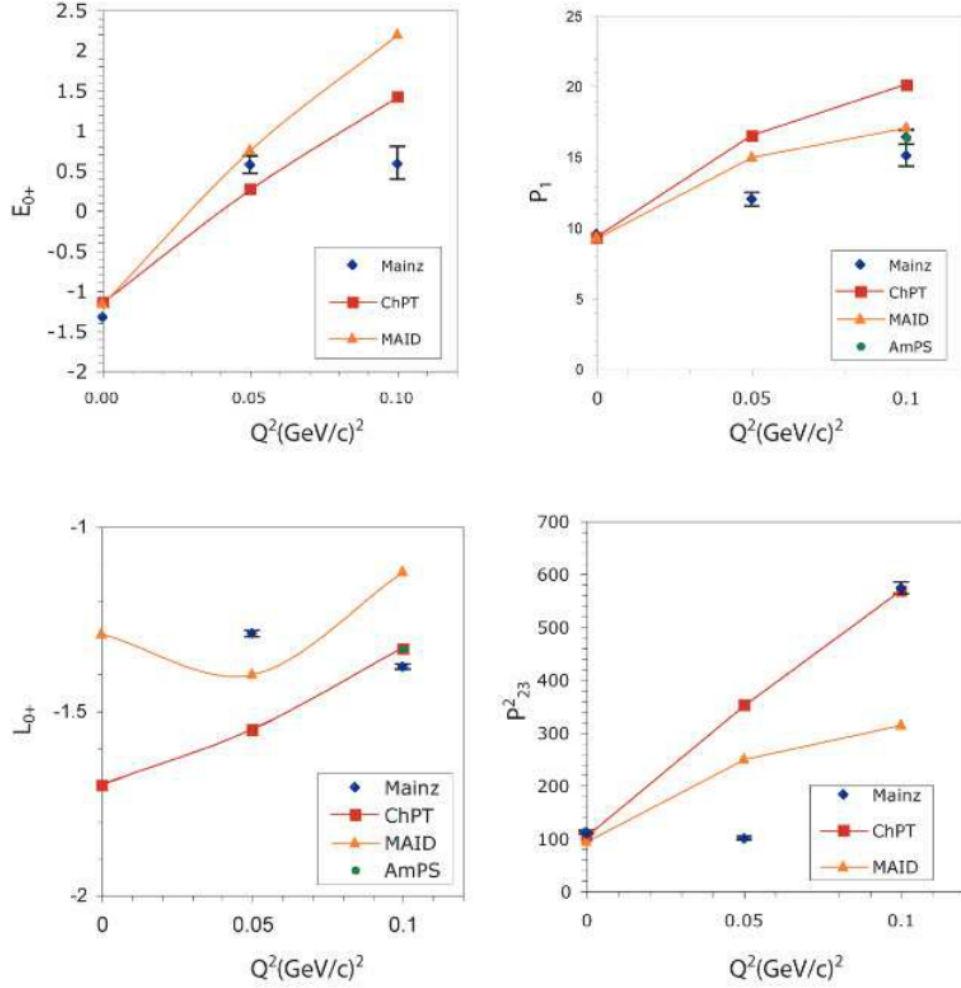 2.5
2
1.5
1
0.5
0
-0.5
-1
-1.5
-2
E0+
0.00 0.05 0.10
Q²(GeV/c)²
Mainz
ChPT
MAID
25
20
15
10
5
0
P1
0 0.05 0.1
Q²(GeV/c)²
Mainz
ChPT
MAID
AmPS
-1
-1.5
-2
L0+
0 0.05 0.1
Q²(GeV/c)²
Mainz
ChPT
MAID
AmPS
700
600
500
400
300
200
100
0
P²23
0 0.05 0.1
Q²(GeV/c)²
Mainz
ChPT
MAID